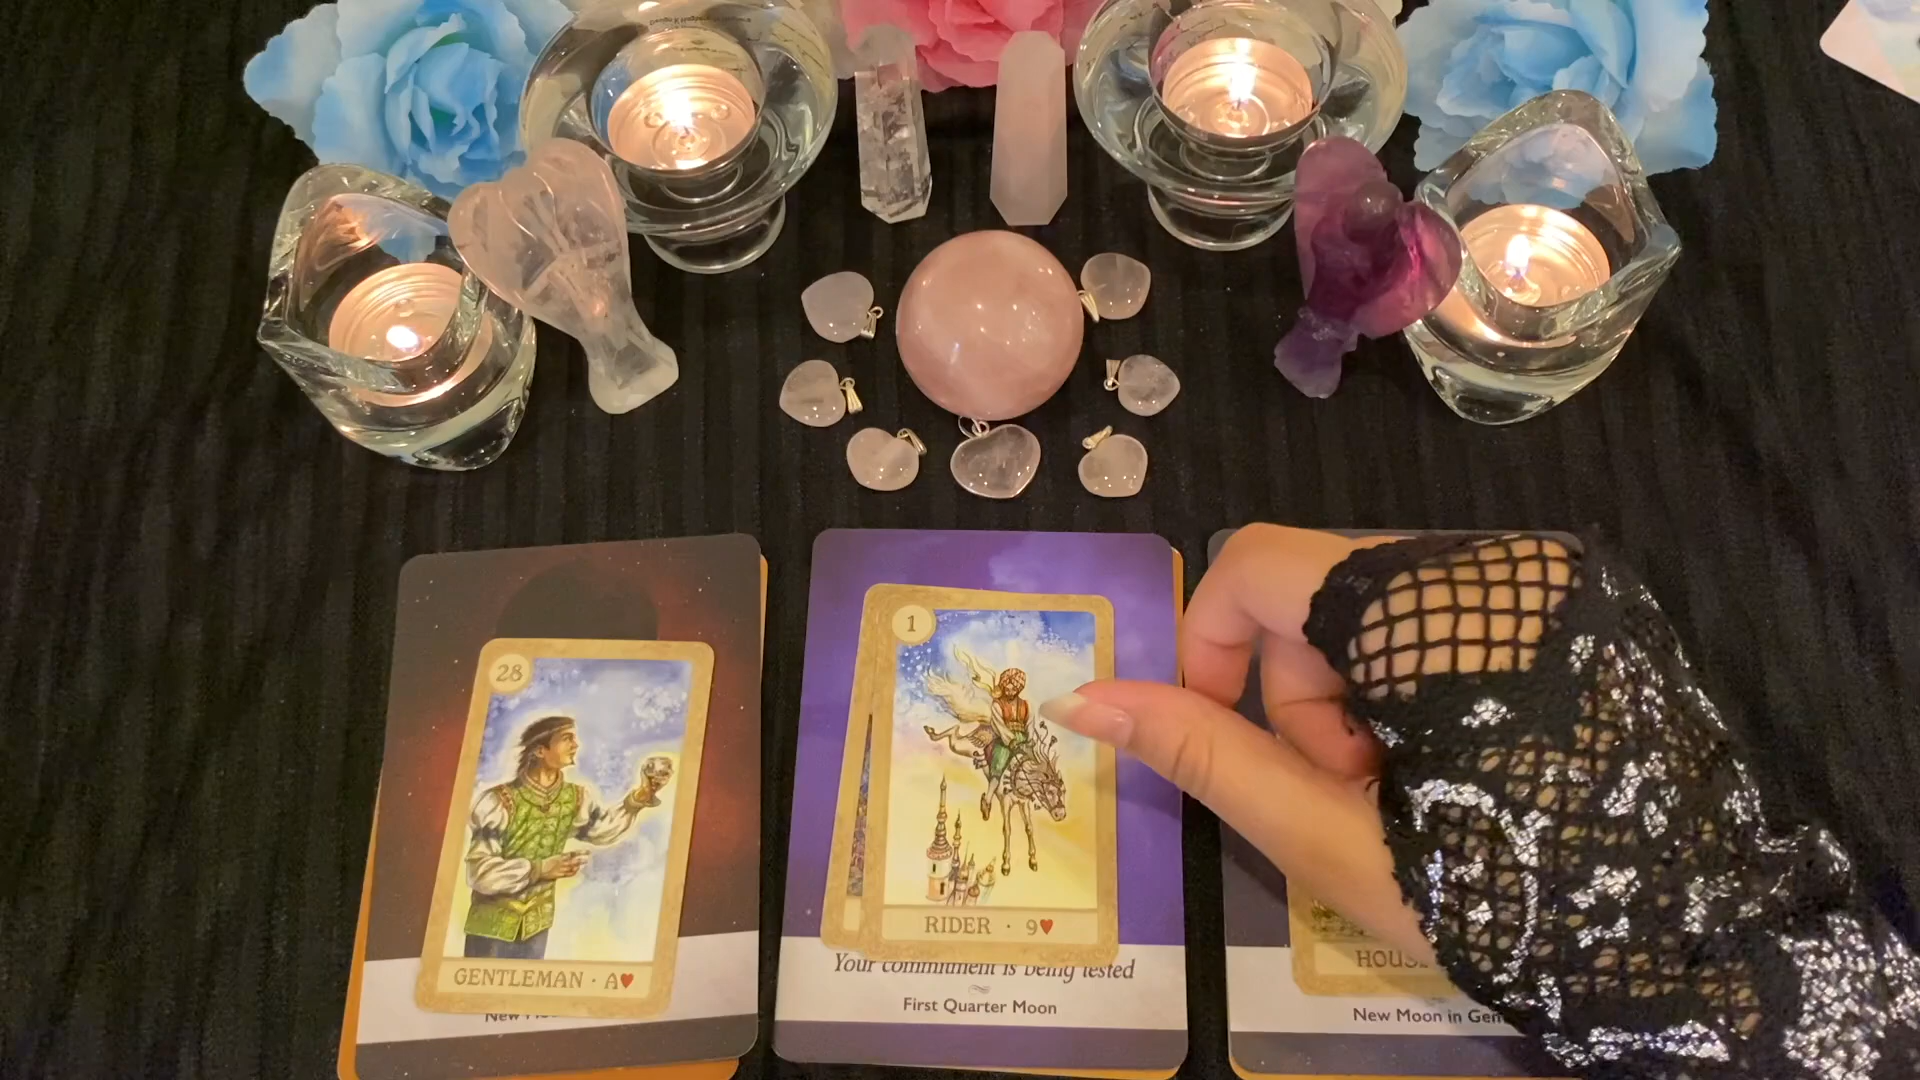 28
GENTLEMAN · A♥
New
1
RIDER · 9♥
Your commitment is being tested
First Quarter Moon
HOUSE
New Moon in Gem